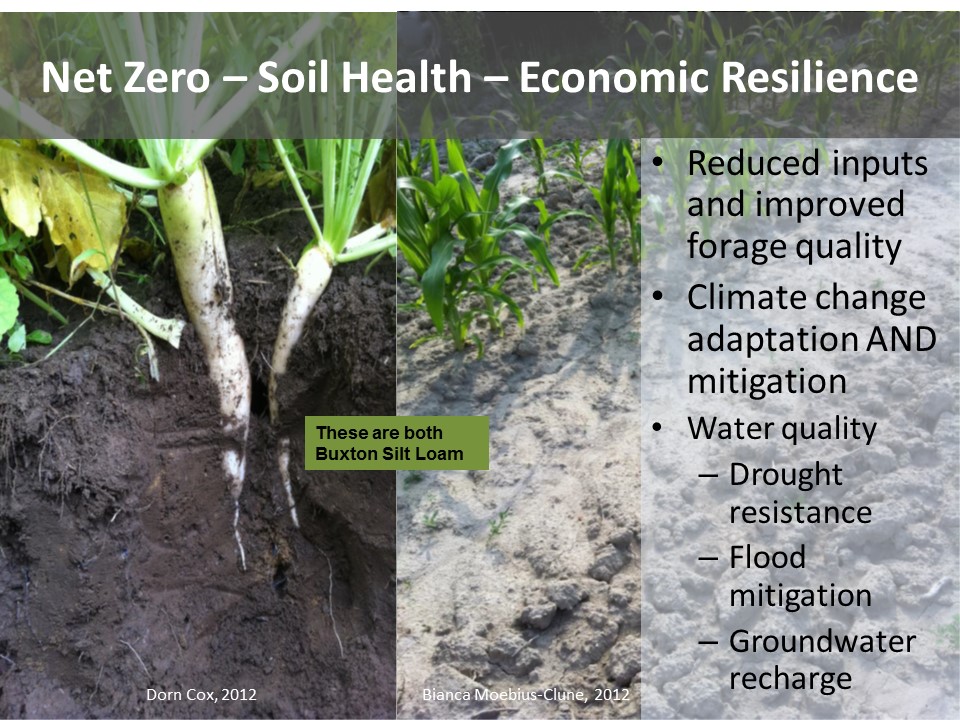 Net Zero – Soil Health – Economic Resilience
• Reduced inputs
and improved
forage quality
• Climate change
adaptation AND
mitigation
• Water quality
– Drought
resistance
– Flood
mitigation
– Groundwater
recharge
These are both
Buxton Silt Loam
Dorn Cox, 2012
Bianca Moebius-Clune, 2012